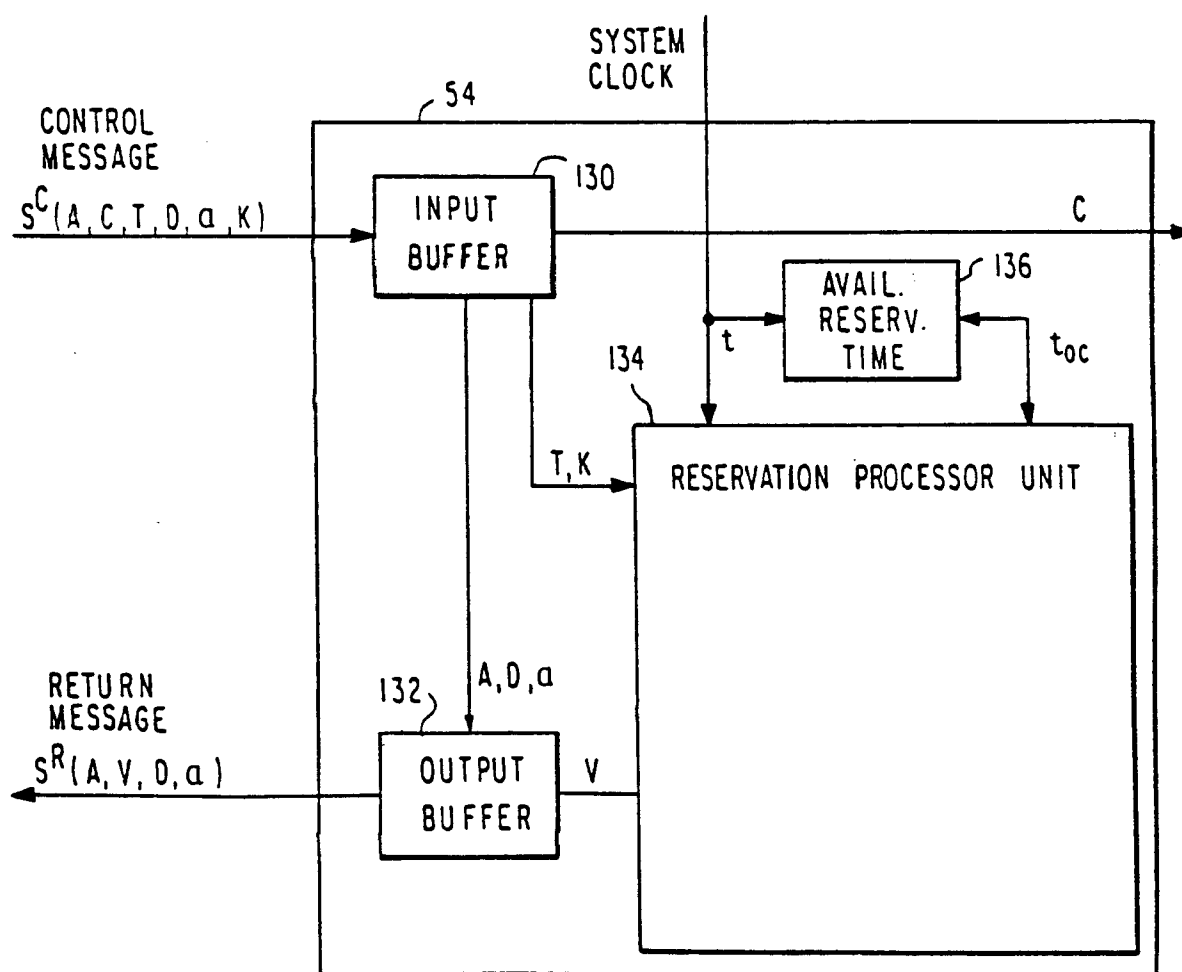 SYSTEM
CLOCK
54
CONTROL
MESSAGE
S^C(A,C,T,D,a,K)
130
INPUT
BUFFER
C
136
AVAIL.
RESERV.
TIME
t
t_oc
134
T,K
RESERVATION PROCESSOR UNIT
A,D,a
RETURN
MESSAGE
S^R(A,V,D,a)
132
OUTPUT
BUFFER
V